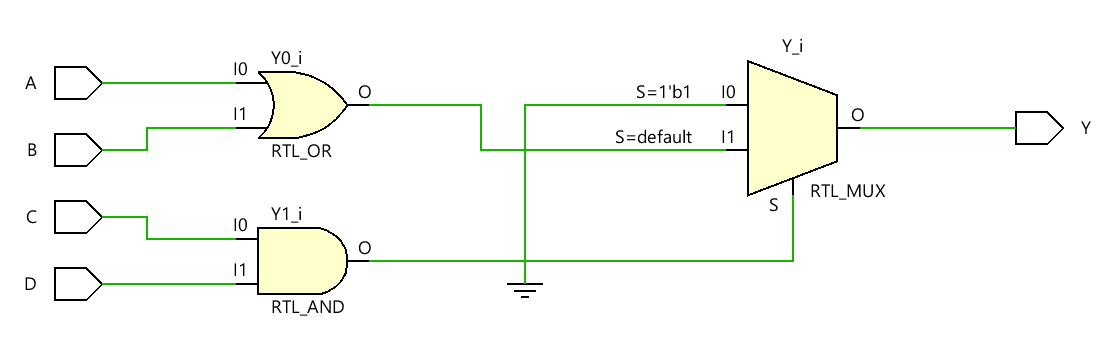 Y_i
Y0_i
A
I0
S=1'b1
I0
O
I1
S=default
I1
O
Y
B
RTL_OR
RTL_MUX
S
C
Y1_i
I0
O
I1
D
RTL_AND